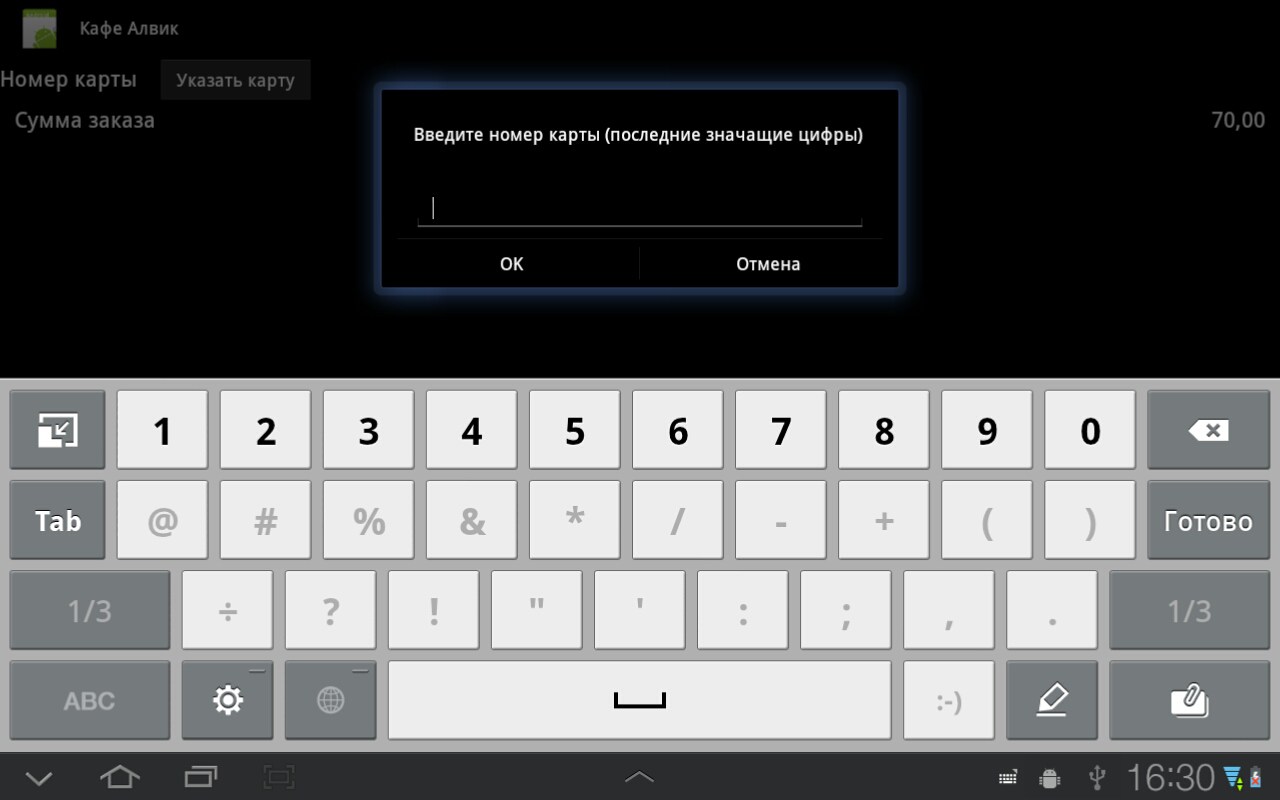 Кафе Алвик
Номер карты Указать карту
Сумма заказа 70,00
Введите номер карты (последние значащие цифры)
OK Отмена
1 2 3 4 5 6 7 8 9 0
Tab @ # % & * / - + ( ) Готово
1/3 ÷ ? ! " ' : ; , . 1/3
ABC :-)
16:30